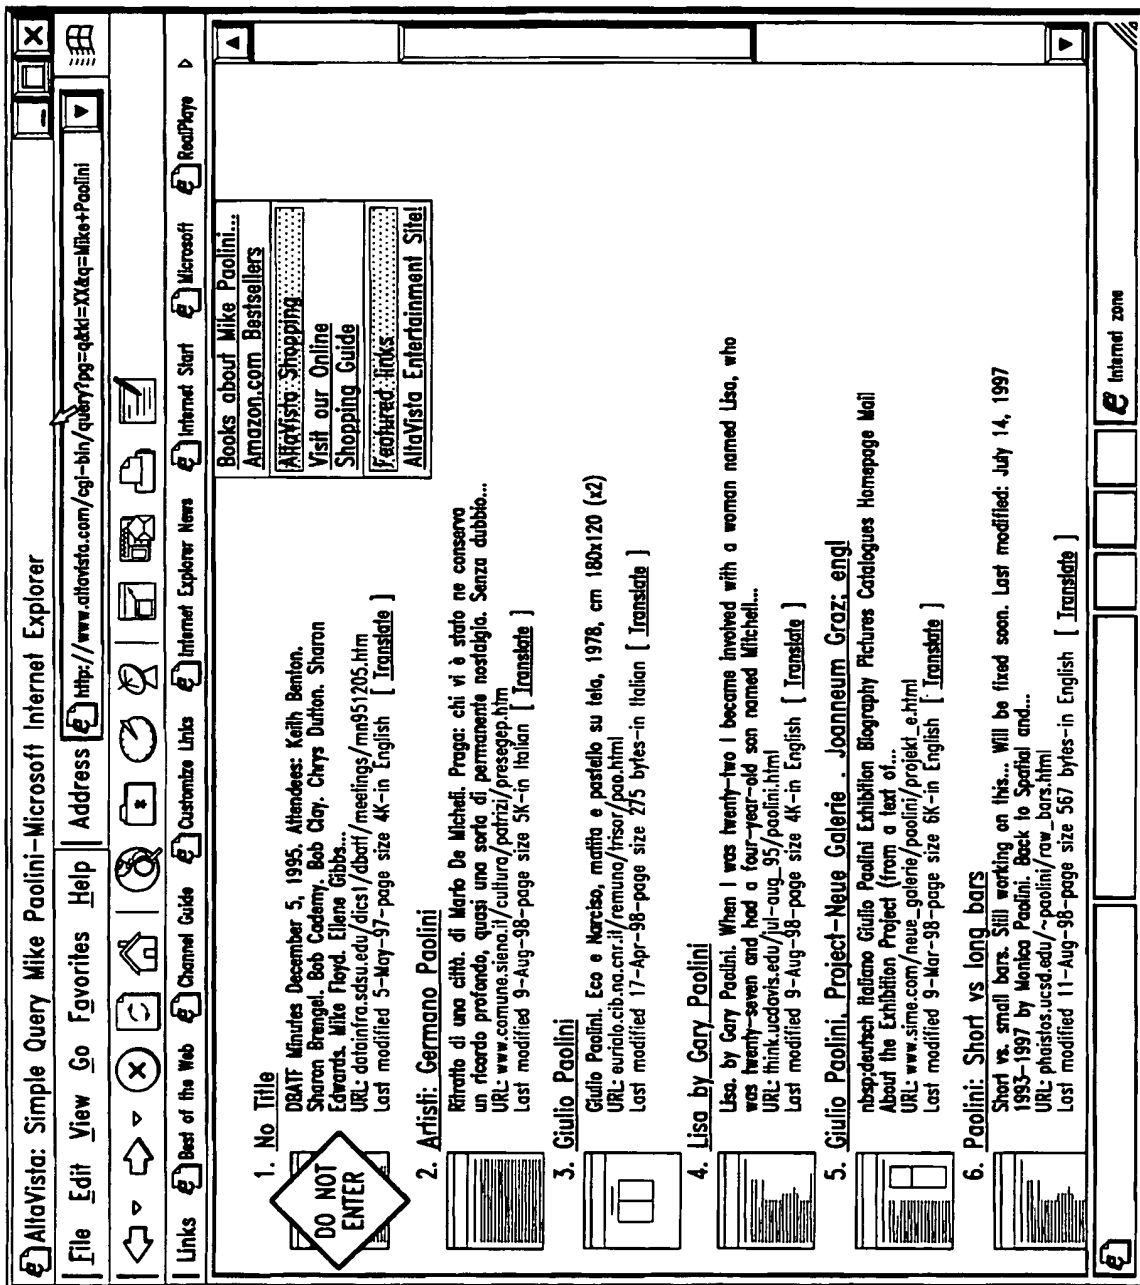 AltaVista: Simple Query Mike Paolini-Microsoft Internet Explorer
File Edit View Go Favorites Help Address http://www.altavista.com/cgi-bin/query?pg=q&kl=XX&q=Mike+Paolini
Links Best of the Web Channel Guide Customize Links Internet Explorer News Internet Start Microsoft RealPlaye
Books about Mike Paolini...
Amazon.com Bestsellers
AltaVista Shopping
Visit our Online
Shopping Guide
Featured links
AltaVista Entertainment Site!
1. No Title
DO NOT
ENTER
DBATF Minutes December 5, 1995. Attendees: Keith Benton.
Sharon Brengel. Bob Cademy. Bob Clay. Chrys Dutton. Sharon
Edwards. Mike Floyd. Eilene Gibbs...
URL: datainfra.sdsu.edu/dics1/dbatf/meetings/mn951205.htm
Last modified 5-May-97-page size 4K-in English [ Translate ]
2. Artisti: Germano Paolini
Ritratto di una città. di Mario De Micheli. Praga: chi vi è stato ne conserva
un ricordo profondo, quasi una sorta di permanente nostalgia. Senza dubbio...
URL: www.comune.siena.il/cultura/patrizi/presegep.htm
Last modified 9-Aug-98-page size 5K-in Italian [ Translate ]
3. Giulio Paolini
Giulio Paolini. Eco e Narciso, matita e pastello su tela, 1978, cm 180x120 (x2)
URL: eurialo.cib.na.cnr.it/remuna/trisor/pao.html
Last modified 17-Apr-98-page size 275 bytes-in Italian [ Translate ]
4. Lisa by Gary Paolini
Lisa. by Gary Paolini. When I was twenty-two I became involved with a woman named Lisa, who
was twenty-seven and had a four-year-old son named Mitchell...
URL: think.ucdavis.edu/jul-aug_95/paolini.html
Last modified 9-Aug-98-page size 4K-in English [ Translate ]
5. Giulio Paolini, Project-Neue Galerie . Joanneum Graz; engl
nbsp;deutsch italiano Giulio Paolini Exhibition Biography Pictures Catalogues Homepage Mail
About the Exhibition Project (from a text of...
URL: www.sime.com/neue_galerie/paolini/projekt_e.html
Last modified 9-Mar-98-page size 6K-in English [ Translate ]
6. Paolini: Short vs long bars
Short vs. small bars. Still working on this... Will be fixed soon. Last modified: July 14, 1997
1993-1997 by Monica Paolini. Back to Spatial and...
URL: phaistos.ucsd.edu/~paolini/raw_bars.html
Last modified 11-Aug-98-page size 567 bytes-in English [ Translate ]
Internet zone